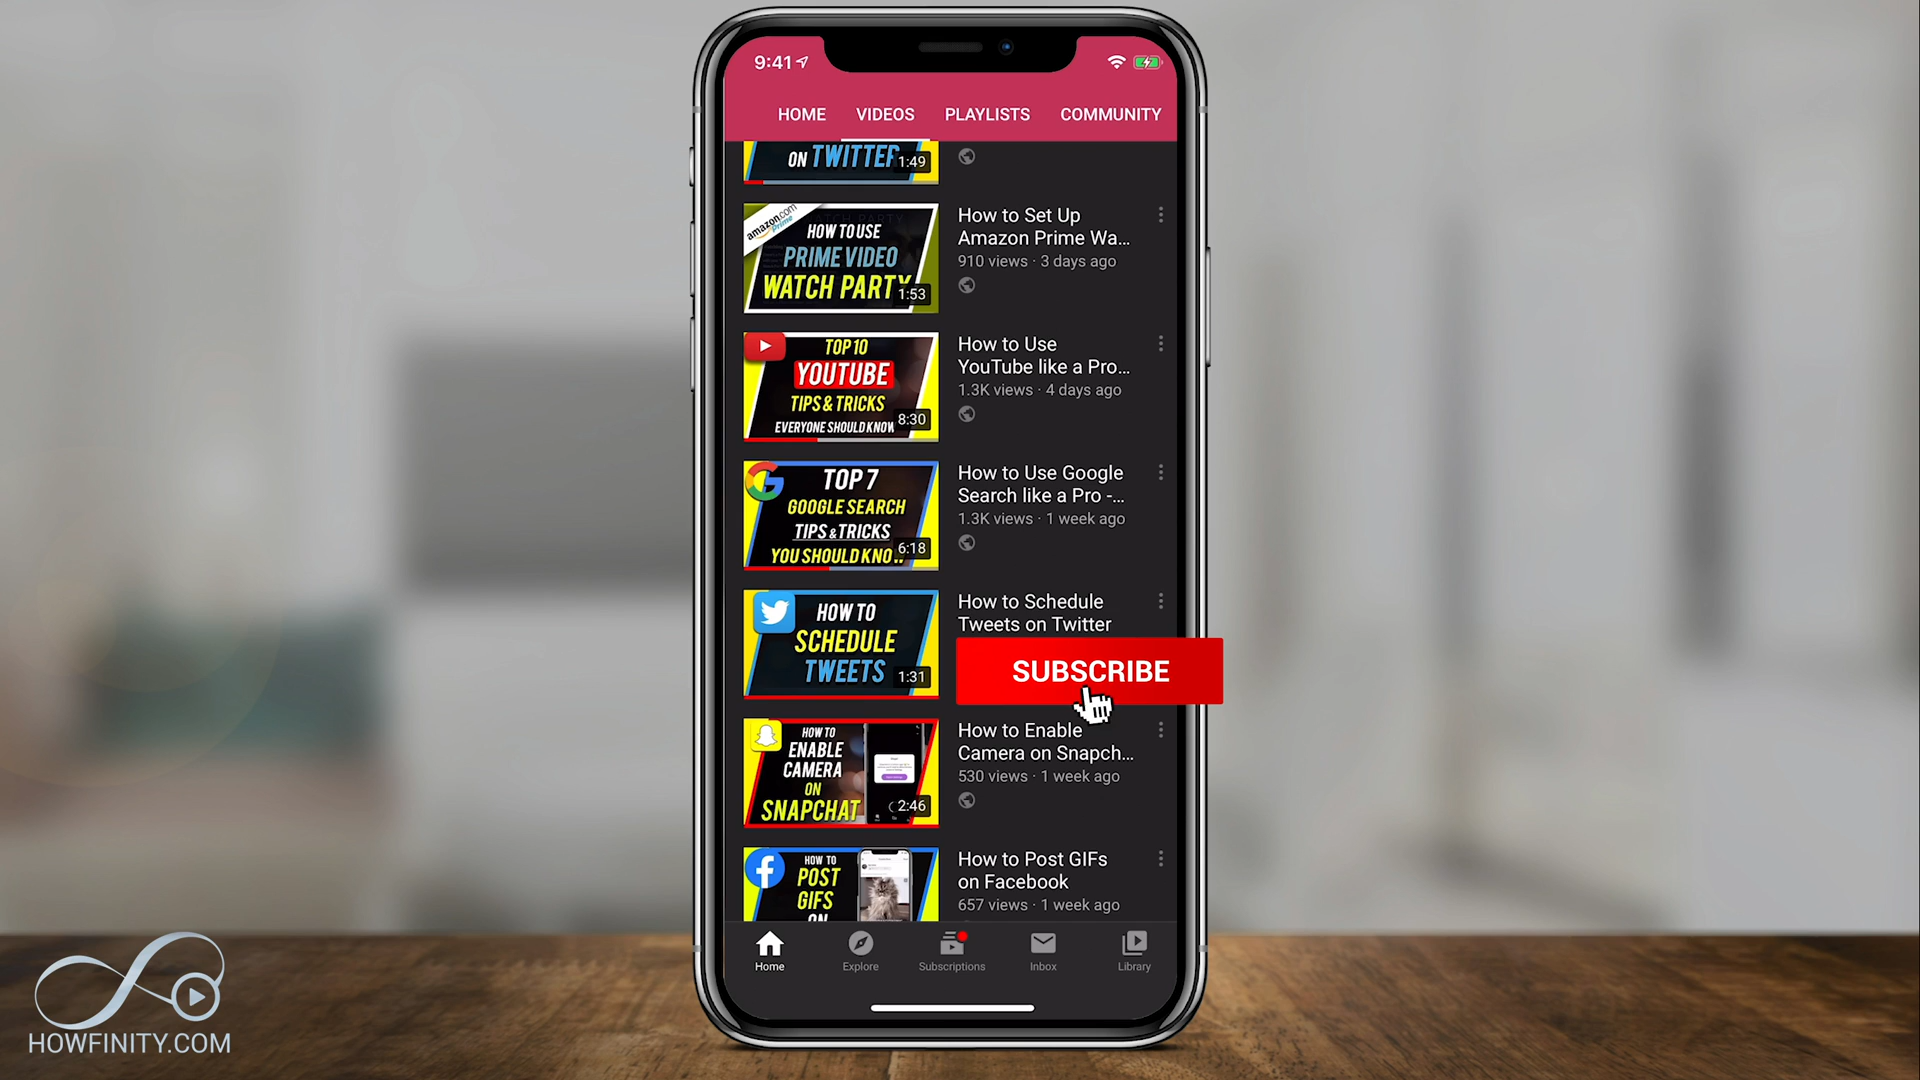 9:41
HOME VIDEOS PLAYLISTS COMMUNITY
ON TWITTER
1:49
amazon.com
Prime
HOW TO USE
PRIME VIDEO
WATCH PARTY
1:53
How to Set Up
Amazon Prime Wa...
910 views · 3 days ago
TOP 10
YOUTUBE
TIPS & TRICKS
EVERYONE SHOULD KNOW
8:30
How to Use
YouTube like a Pro...
1.3K views · 4 days ago
TOP 7
GOOGLE SEARCH
TIPS & TRICKS
YOU SHOULD KNO
6:18
How to Use Google
Search like a Pro -...
1.3K views · 1 week ago
HOW TO
SCHEDULE
TWEETS
1:31
How to Schedule
Tweets on Twitter
SUBSCRIBE
HOW TO
ENABLE
CAMERA
ON
SNAPCHAT
2:46
How to Enable
Camera on Snapch...
530 views · 1 week ago
HOW TO
POST
GIFS
ON
How to Post GIFs
on Facebook
657 views · 1 week ago
Home Explore Subscriptions Inbox Library
HOWFINITY.COM